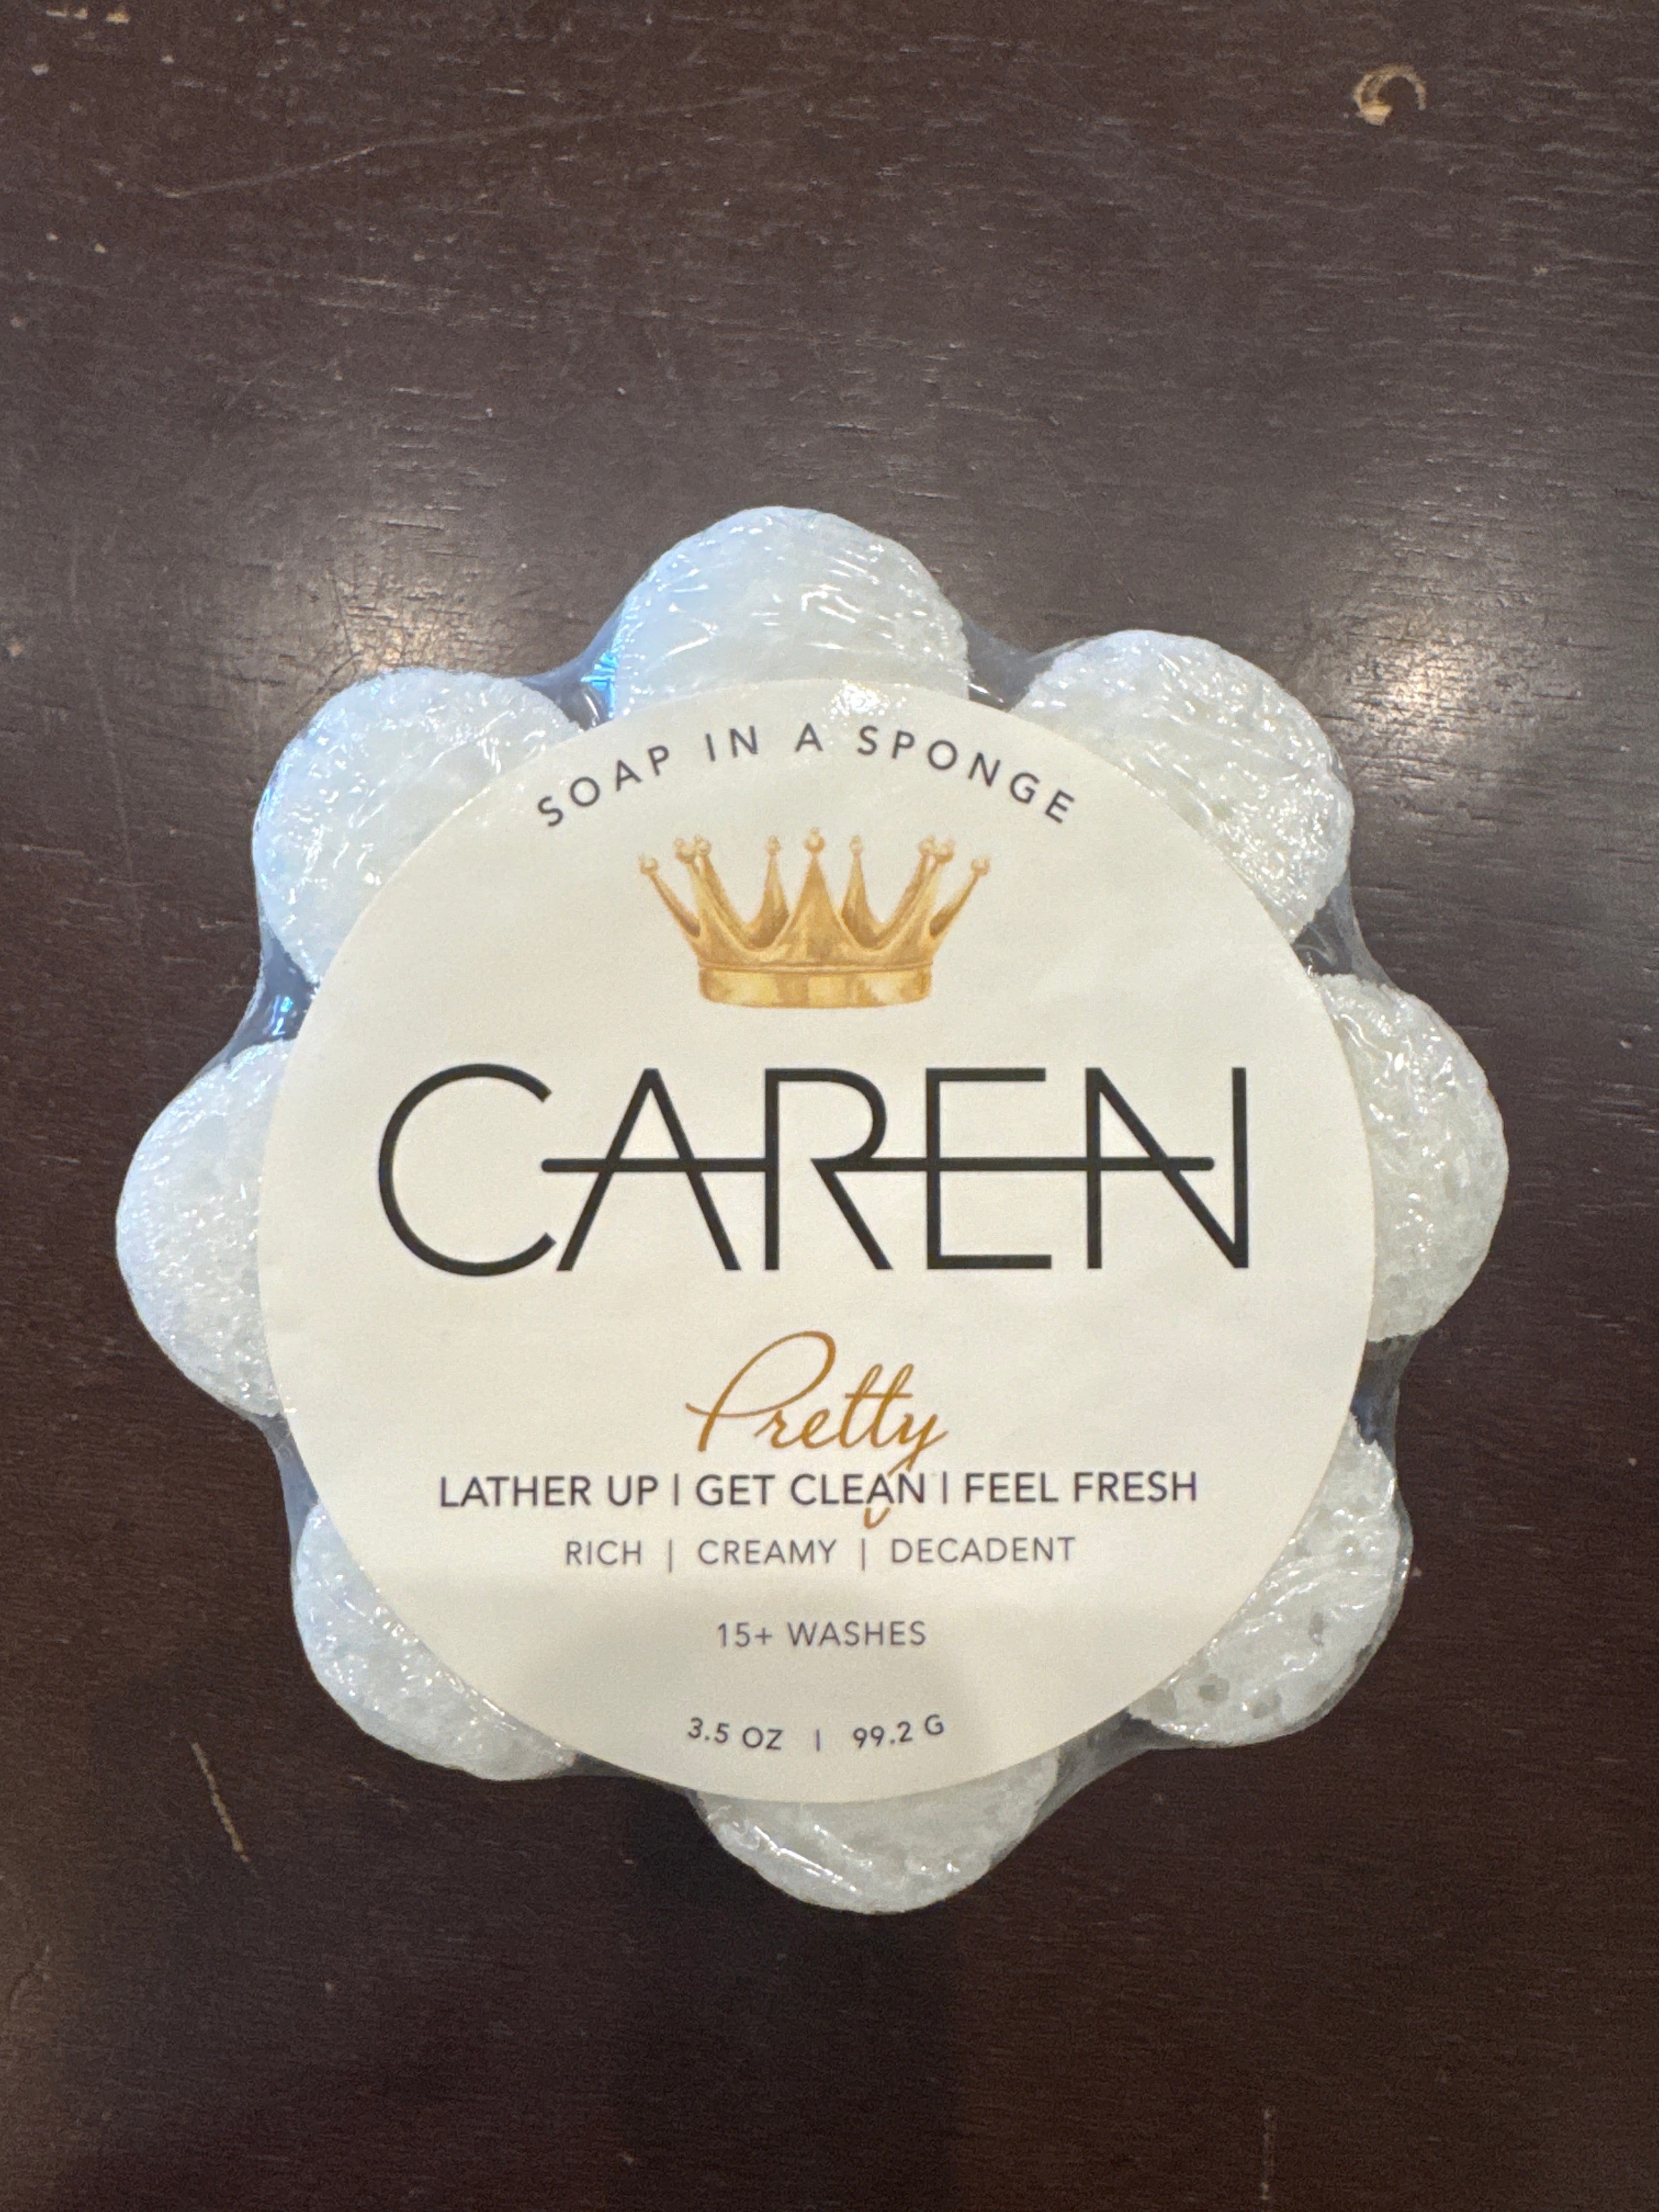 SOAP IN A SPONGE
CAREN
Pretty
LATHER UP | GET CLEAN | FEEL FRESH
RICH | CREAMY | DECADENT
15+ WASHES
3.5 OZ | 99.2 G